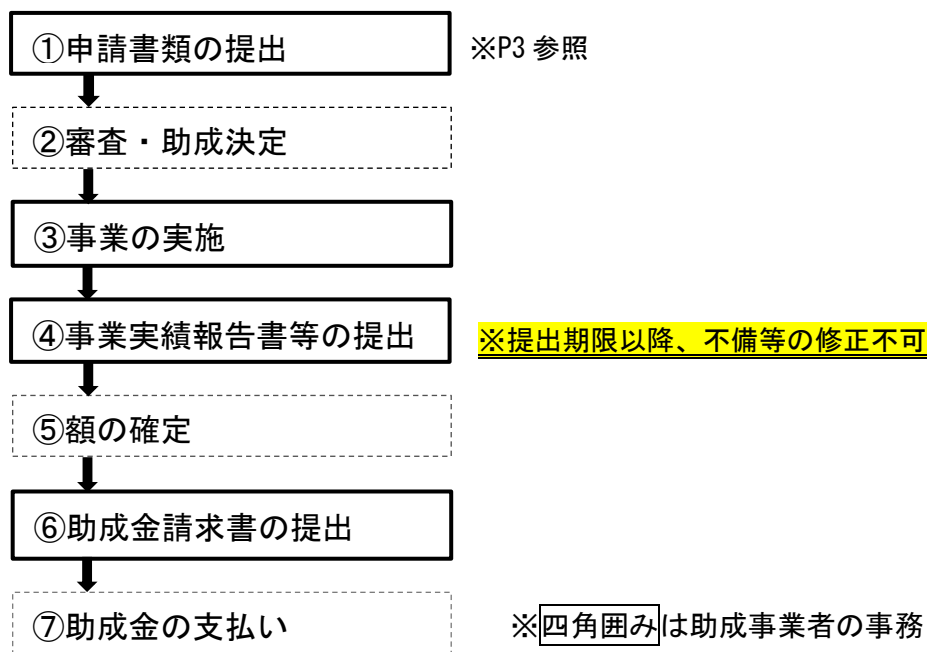 ①申請書類の提出 ※P3 参照
②審査・助成決定
③事業の実施
④事業実績報告書等の提出 ※提出期限以降、不備等の修正不可
⑤額の確定
⑥助成金請求書の提出
⑦助成金の支払い ※四角囲みは助成事業者の事務